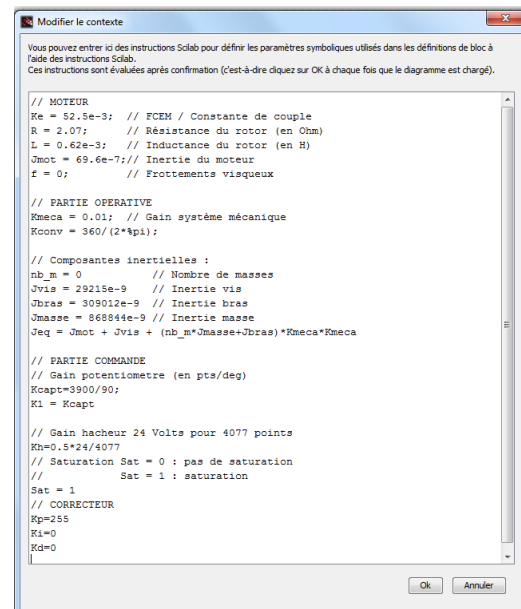 Modifier le contexte
Vous pouvez entrer ici des instructions Scilab pour définir les paramètres symboliques utilisés dans les définitions de bloc à
l'aide des instructions Scilab.
Ces instructions sont évaluées après confirmation (c'est-à-dire cliquez sur OK à chaque fois que le diagramme est chargé).
// MOTEUR
Ke = 52.5e-3; // FCEM / Constante de couple
R = 2.07; // Résistance du rotor (en Ohm)
L = 0.62e-3; // Inductance du rotor (en H)
Jmot = 69.6e-7;// Inertie du moteur
f = 0; // Frottements visqueux
// PARTIE OPERATIVE
Kmeca = 0.01; // Gain système mécanique
Kconv = 360/(2*%pi);
// Composantes inertielles :
nb_m = 0 // Nombre de masses
Jvis = 29215e-9 // Inertie vis
Jbras = 309012e-9 // Inertie bras
Jmasse = 868844e-9 // Inertie masse
Jeq = Jmot + Jvis + (nb_m*Jmasse+Jbras)*Kmeca*Kmeca
// PARTIE COMMANDE
// Gain potentiometre (en pts/deg)
Kcapt=3900/90;
K1 = Kcapt
// Gain hacheur 24 Volts pour 4077 points
Kh=0.5*24/4077
// Saturation Sat = 0 : pas de saturation
// Sat = 1 : saturation
Sat = 1
// CORRECTEUR
Kp=255
Ki=0
Kd=0
Ok Annuler